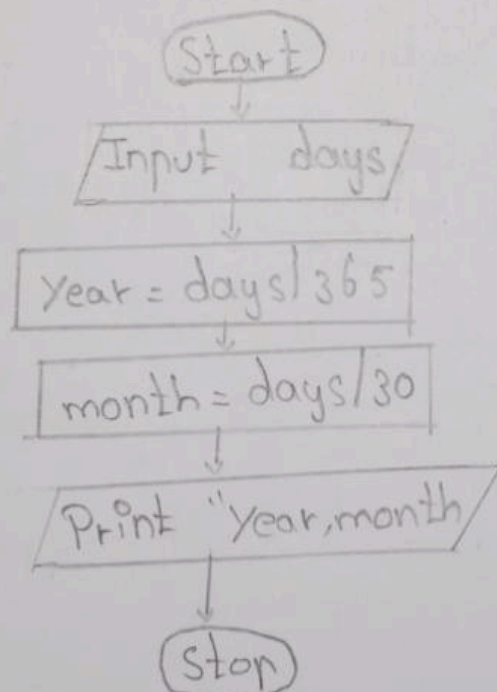 Start
Input days
Year = days/365
month = days/30
Print "Year,month
Stop